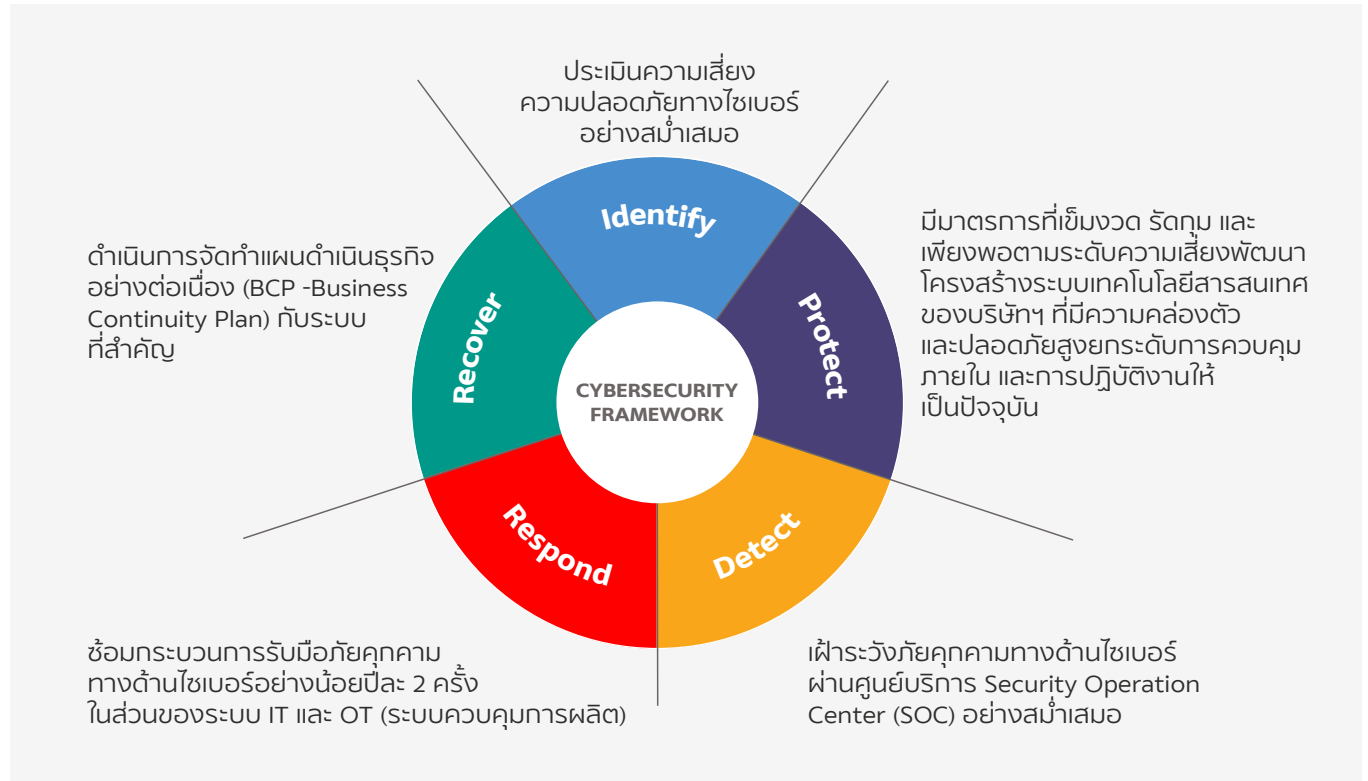 ประเมินความเสี่ยง
ความปลอดภัยทางไซเบอร์
อย่างสม่ำเสมอ
Identify
มีมาตรการที่เข็มงวด รัดกุม และ
เพียงพอตามระดับความเสี่ยงพัฒนา
โครงสร้างระบบเทคโนโลยีสารสนเทศ
ของบริษัทฯ ที่มีความคล่องตัว
และปลอดภัยสูงยกระดับการควบคุม
ภายใน และการปฏิบัติงานให้
เป็นปัจจุบัน
Protect
ดำเนินการจัดทำแผนดำเนินธุรกิจ
อย่างต่อเนื่อง (BCP -Business
Continuity Plan) กับระบบ
ที่สำคัญ
Recover
CYBERSECURITY
FRAMEWORK
Respond
Detect
ซ้อมกระบวนการรับมือภัยคุกคาม
ทางด้านไซเบอร์อย่างน้อยปีละ 2 ครั้ง
ในส่วนของระบบ IT และ OT (ระบบควบคุมการผลิต)
เฝ้าระวังภัยคุกคามทางด้านไซเบอร์
ผ่านศูนย์บริการ Security Operation
Center (SOC) อย่างสม่ำเสมอ